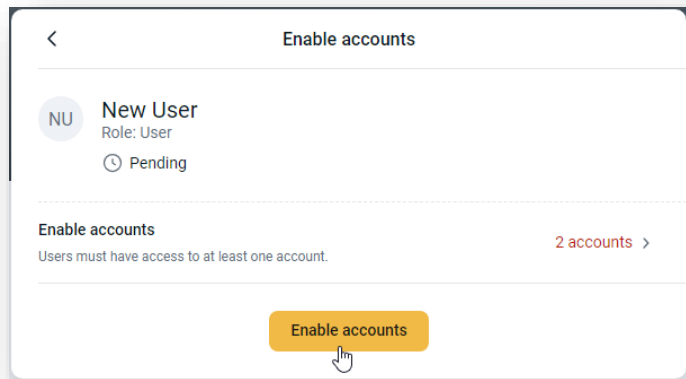 Enable accounts
NU
New User
Role: User
Pending
Enable accounts
2 accounts
Users must have access to at least one account.
Enable accounts